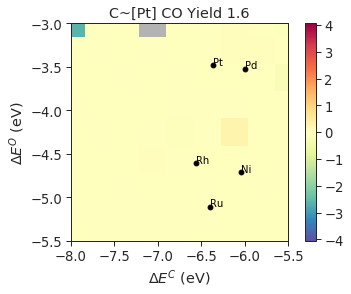 C~[Pt] CO Yield 1.6
−3.0
−3.5
−4.0
−4.5
−5.0
−5.5
ΔE^O (eV)
Pt
Pd
Rh
Ni
Ru
−8.0 −7.5 −7.0 −6.5 −6.0 −5.5
ΔE^C (eV)
4
3
2
1
0
−1
−2
−3
−4